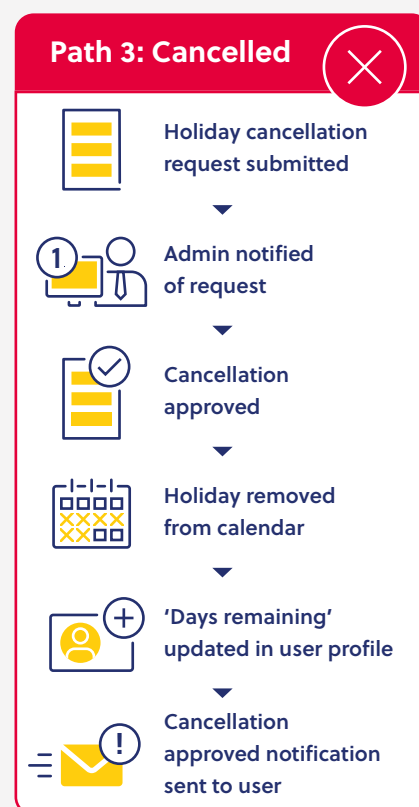 Path 3: Cancelled
Holiday cancellation
request submitted
1
Admin notified
of request
Cancellation
approved
Holiday removed
from calendar
‘Days remaining’
updated in user profile
!
Cancellation
approved notification
sent to user